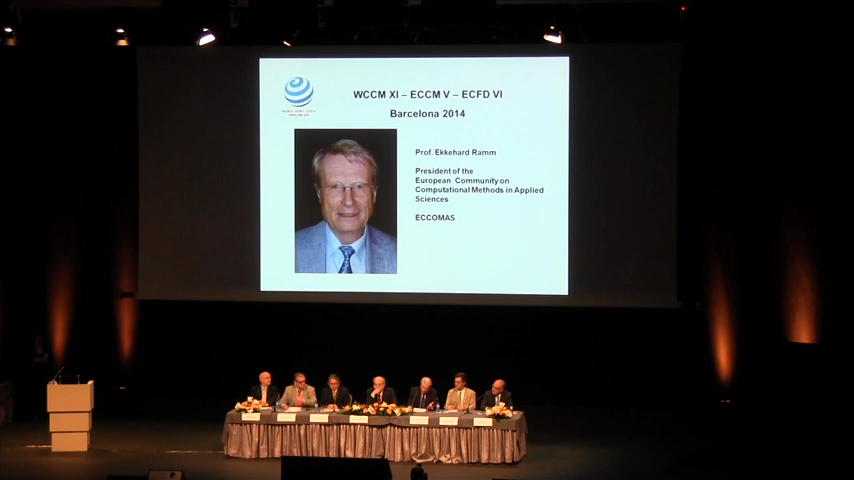 WCCM XI – ECCM V – ECFD VI
Barcelona 2014
Prof. Ekkehard Ramm
President of the
European Community on
Computational Methods in Applied
Sciences
ECCOMAS